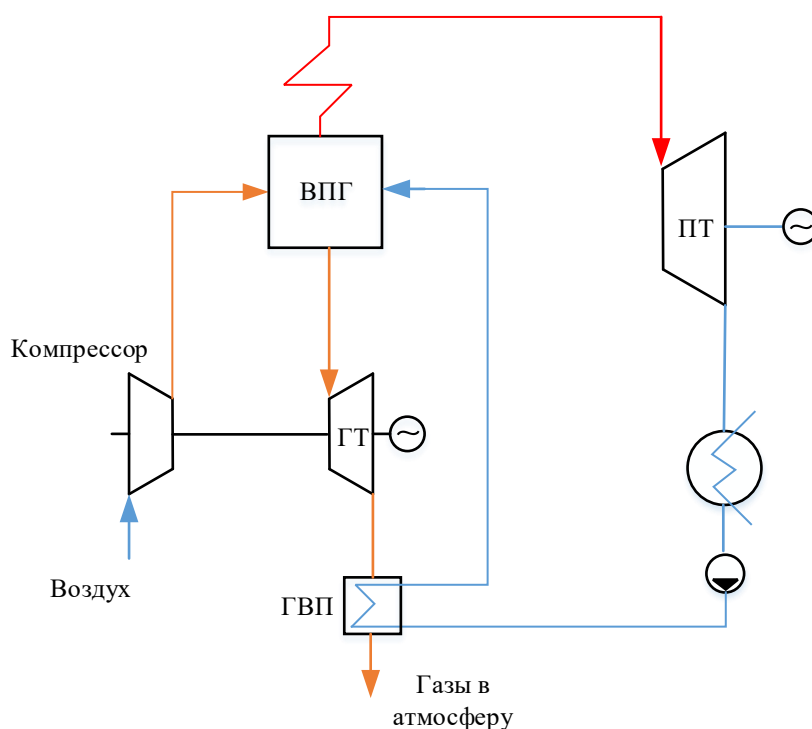 ВПГ
ПТ
Компрессор
ГТ
Воздух
ГВП
Газы в
атмосферу